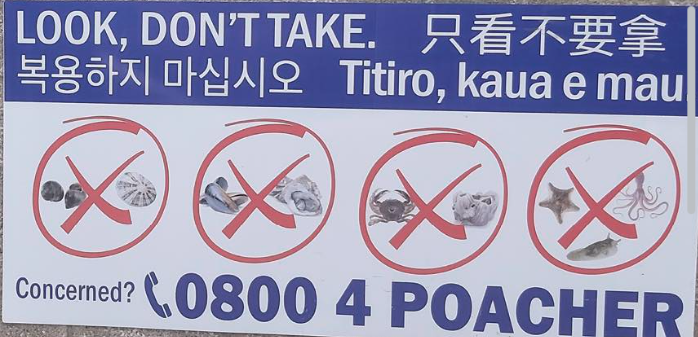 LOOK, DON'T TAKE. 只看不要拿
복용하지 마십시오 Titiro, kaua e mau
Concerned? 0800 4 POACHER